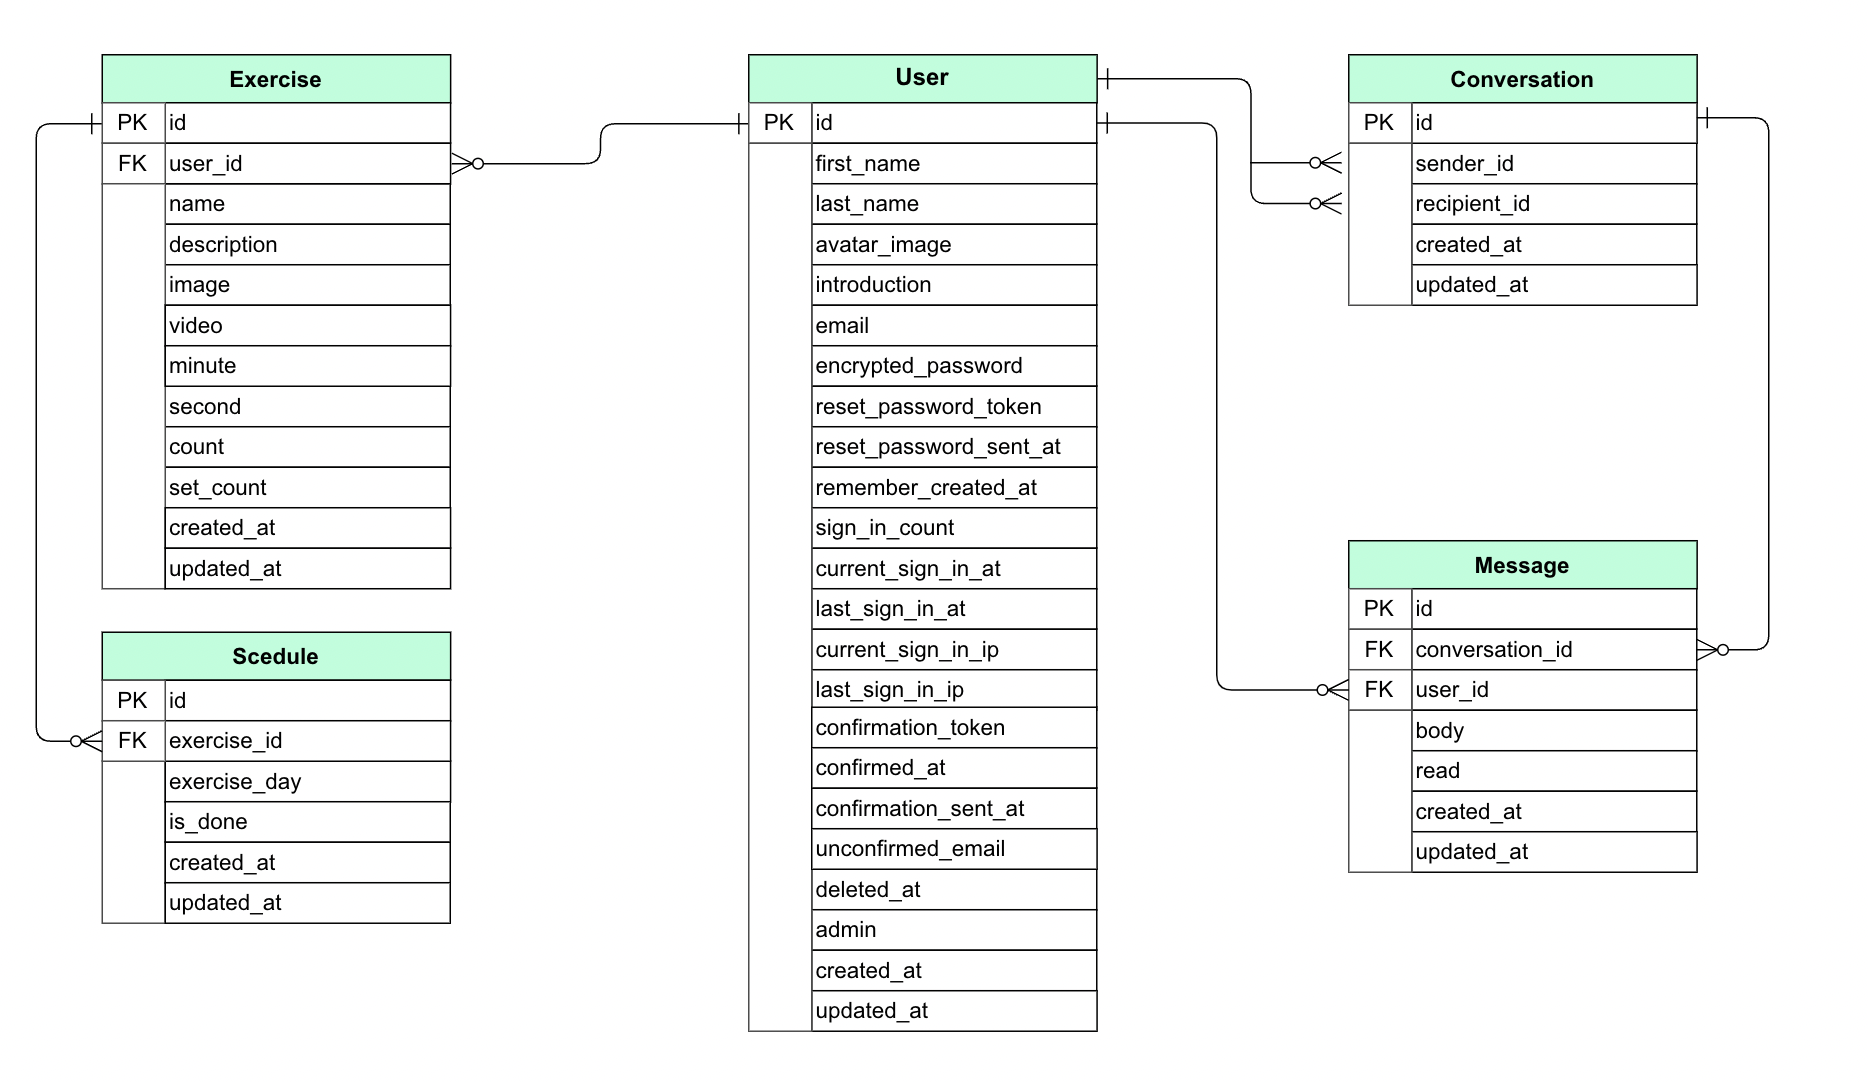 Exercise
PK id
FK user_id
name
description
image
video
minute
second
count
set_count
created_at
updated_at
Scedule
PK id
FK exercise_id
exercise_day
is_done
created_at
updated_at
User
PK id
first_name
last_name
avatar_image
introduction
email
encrypted_password
reset_password_token
reset_password_sent_at
remember_created_at
sign_in_count
current_sign_in_at
last_sign_in_at
current_sign_in_ip
last_sign_in_ip
confirmation_token
confirmed_at
confirmation_sent_at
unconfirmed_email
deleted_at
admin
created_at
updated_at
Conversation
PK id
sender_id
recipient_id
created_at
updated_at
Message
PK id
FK conversation_id
FK user_id
body
read
created_at
updated_at